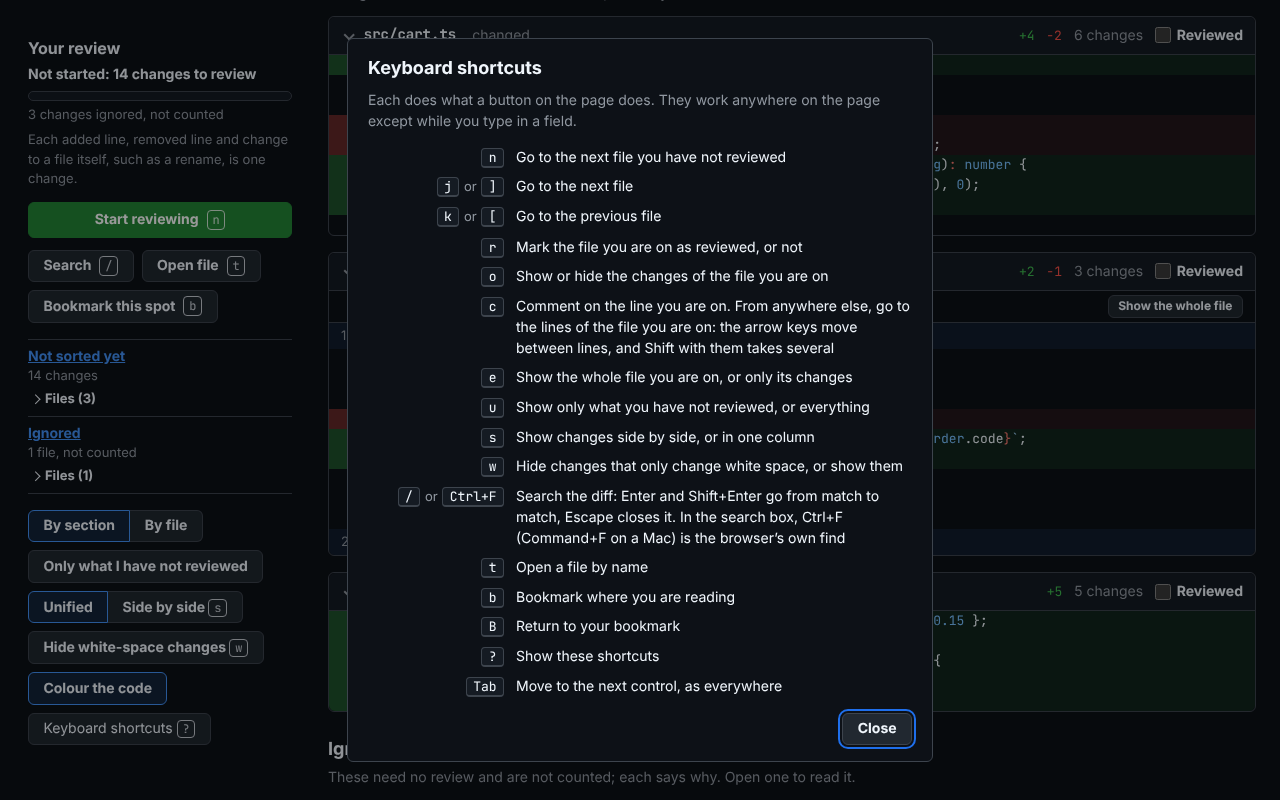 Your review
Not started: 14 changes to review
3 changes ignored, not counted
Each added line, removed line and change
to a file itself, such as a rename, is one
change.
Start reviewing n
Search / Open file t
Bookmark this spot b
Not sorted yet
14 changes
Files (3)
Ignored
1 file, not counted
Files (1)
By section By file
Only what I have not reviewed
Unified Side by side s
Hide white-space changes w
Colour the code
Keyboard shortcuts ?
src/cart.ts changed +4 -2 6 changes Reviewed
;
g): number {
), 0);
+2 -1 3 changes Reviewed
Show the whole file
1
rder.code}`;
2
+5 5 changes Reviewed
0.15 };
{
These need no review and are not counted; each says why. Open one to read it.
Keyboard shortcuts
Each does what a button on the page does. They work anywhere on the page
except while you type in a field.
n Go to the next file you have not reviewed
j or ] Go to the next file
k or [ Go to the previous file
r Mark the file you are on as reviewed, or not
o Show or hide the changes of the file you are on
c Comment on the line you are on. From anywhere else, go to
the lines of the file you are on: the arrow keys move
between lines, and Shift with them takes several
e Show the whole file you are on, or only its changes
u Show only what you have not reviewed, or everything
s Show changes side by side, or in one column
w Hide changes that only change white space, or show them
/ or Ctrl+F Search the diff: Enter and Shift+Enter go from match to
match, Escape closes it. In the search box, Ctrl+F
(Command+F on a Mac) is the browser’s own find
t Open a file by name
b Bookmark where you are reading
B Return to your bookmark
? Show these shortcuts
Tab Move to the next control, as everywhere
Close